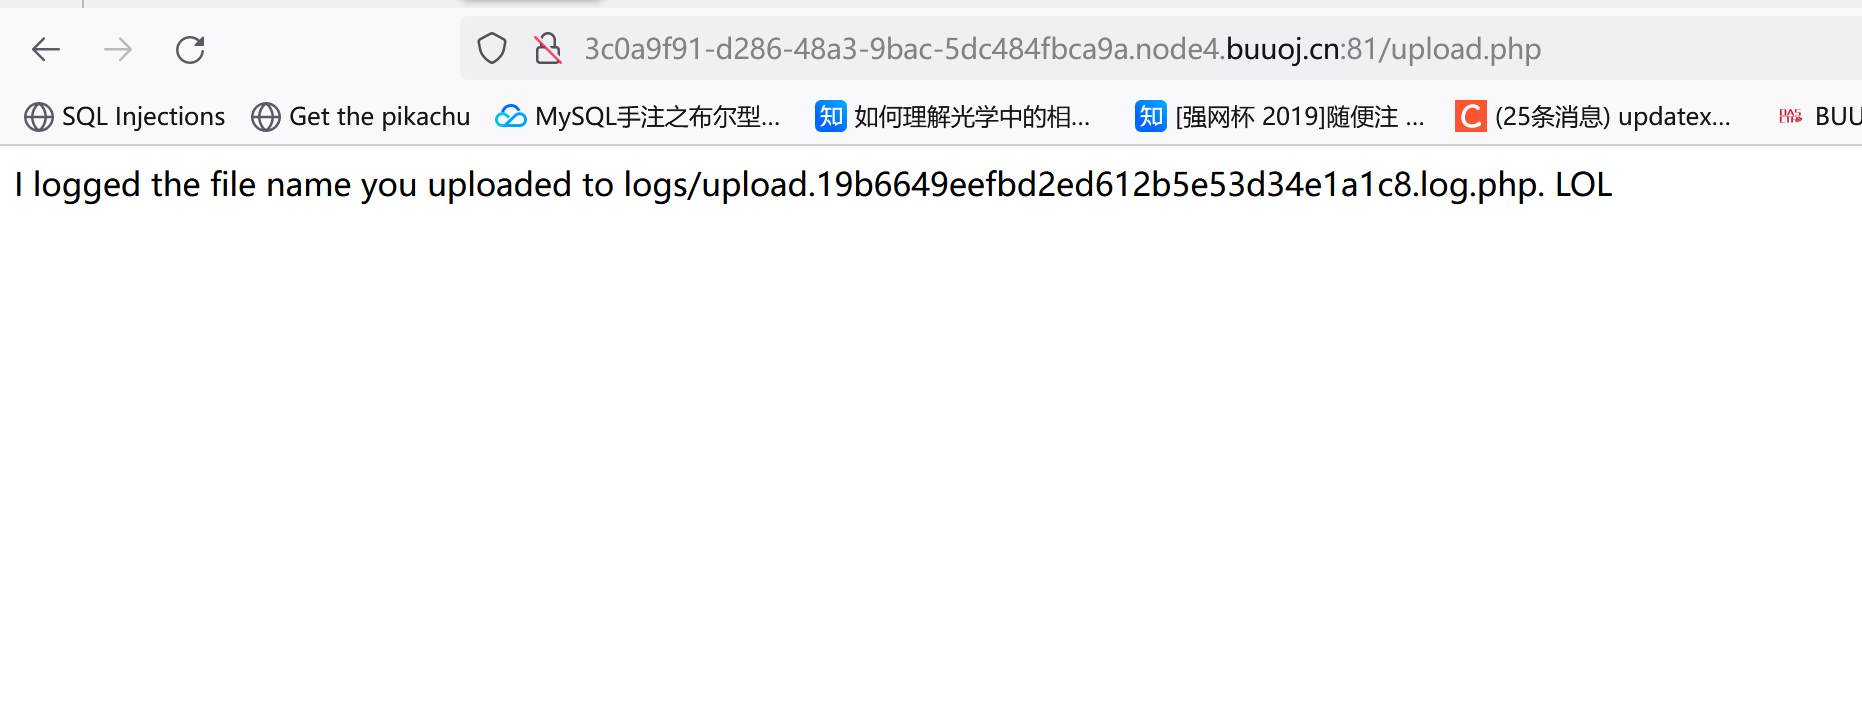 3c0a9f91-d286-48a3-9bac-5dc484fbca9a.node4.buuoj.cn:81/upload.php
SQL Injections Get the pikachu MySQL手注之布尔型... 知 如何理解光学中的相... 知 [强网杯 2019]随便注 ... C (25条消息) updatex... BUU
I logged the file name you uploaded to logs/upload.19b6649eefbd2ed612b5e53d34e1a1c8.log.php. LOL